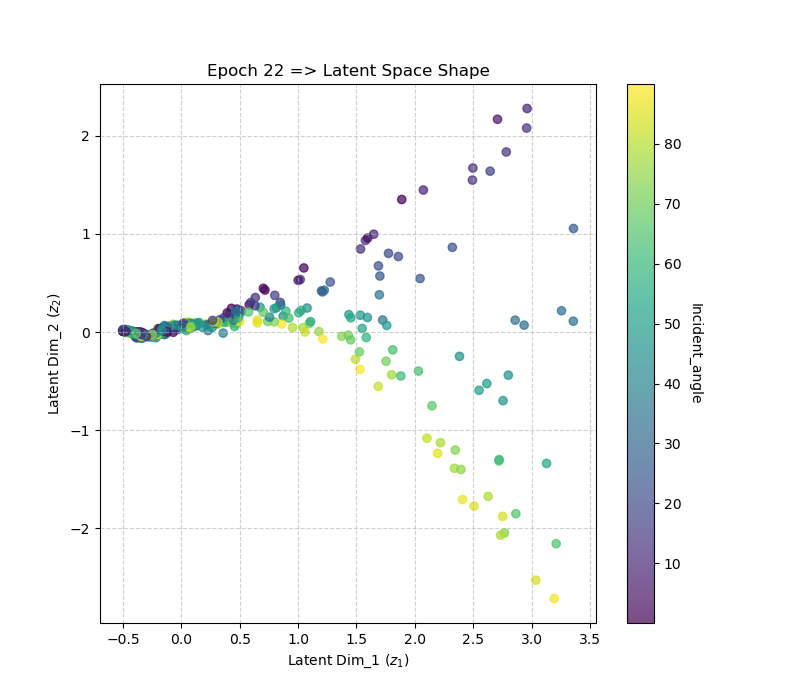 Epoch 22 => Latent Space Shape
Latent Dim_2 (z₂)
2
1
0
−1
−2
−0.5 0.0 0.5 1.0 1.5 2.0 2.5 3.0 3.5
Latent Dim_1 (z₁)
80
70
60
50
40
30
20
10
Incident_angle